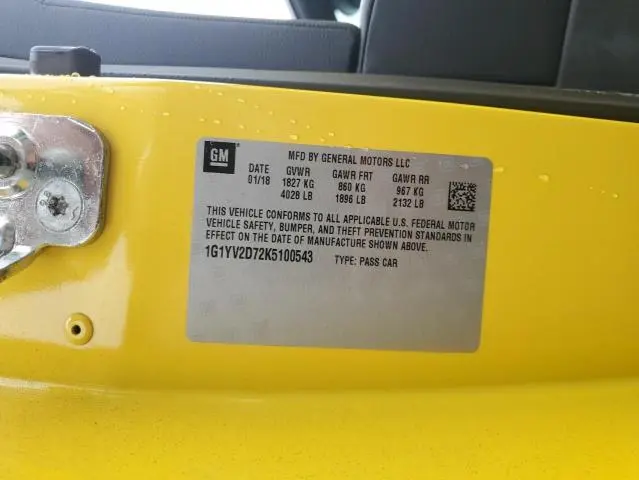 GM ® MFD BY GENERAL MOTORS LLC
DATE GVWR GAWR FRT GAWR RR
01/18 1827 KG 860 KG 967 KG
4028 LB 1896 LB 2132 LB
THIS VEHICLE CONFORMS TO ALL APPLICABLE U.S. FEDERAL MOTOR
VEHICLE SAFETY, BUMPER, AND THEFT PREVENTION STANDARDS IN
EFFECT ON THE DATE OF MANUFACTURE SHOWN ABOVE.
1G1YV2D72K5100543 TYPE: PASS CAR